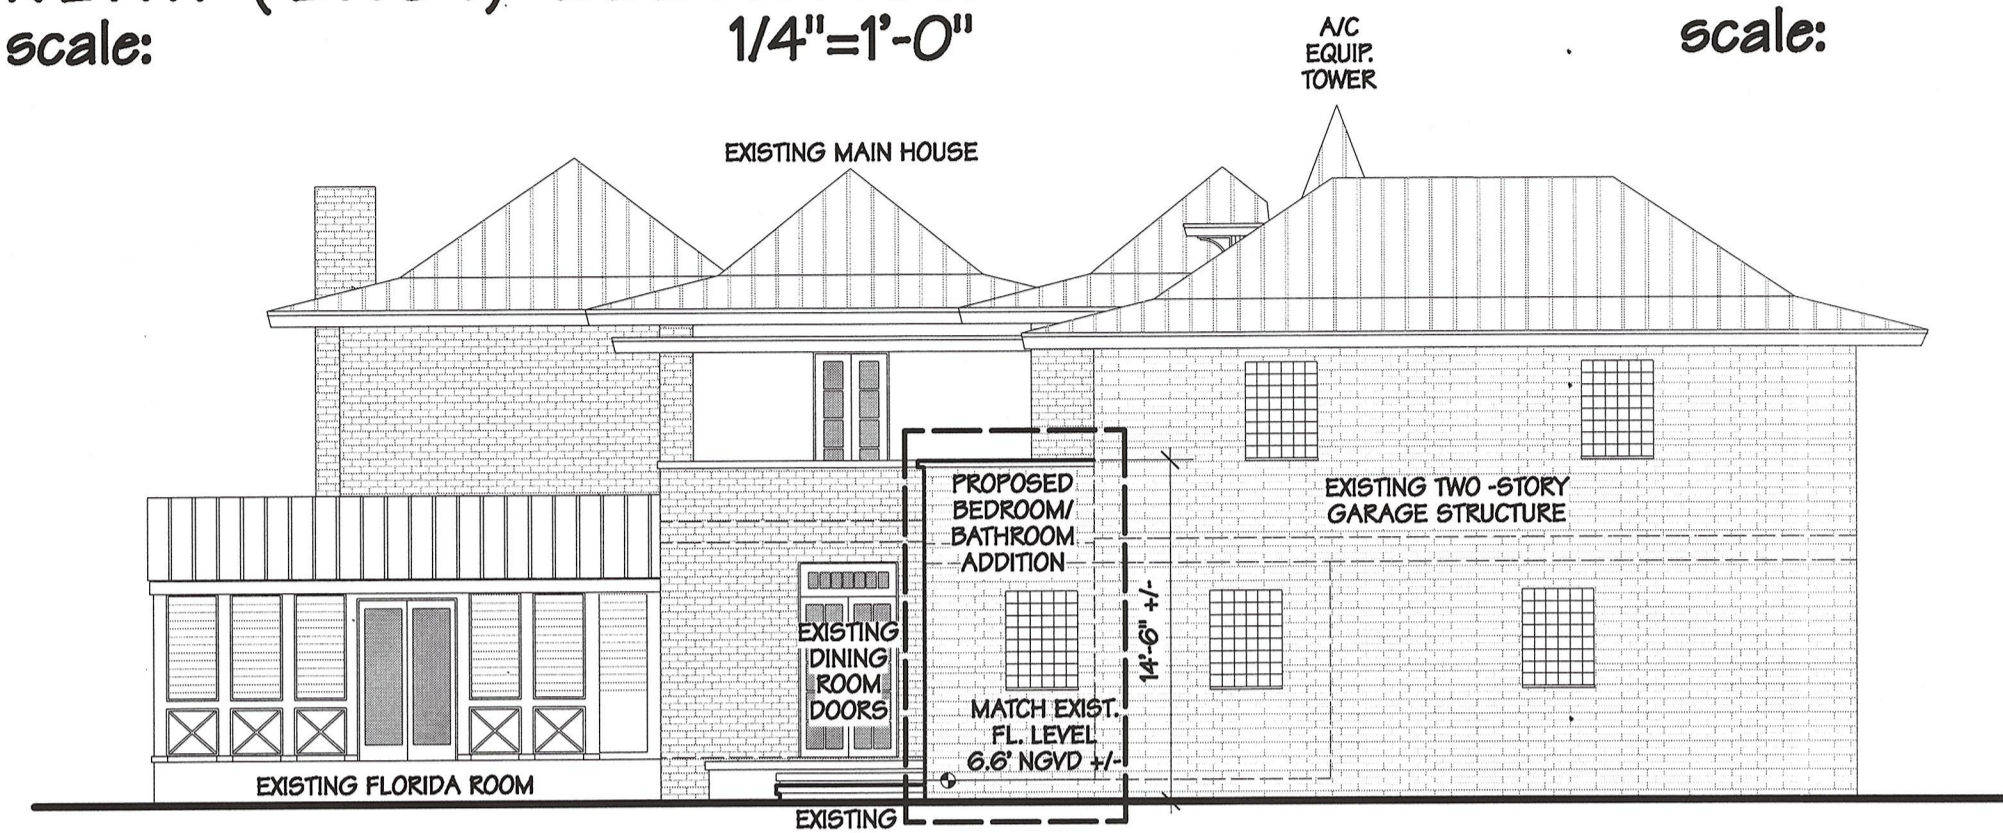 scale:
1/4"=1'-0"
scale:
A/C
EQUIP.
TOWER
EXISTING MAIN HOUSE
PROPOSED
BEDROOM/
BATHROOM
ADDITION
EXISTING TWO -STORY
GARAGE STRUCTURE
14'-6" +/-
EXISTING
DINING
ROOM
DOORS
MATCH EXIST.
FL. LEVEL
6.6' NGVD +/-
EXISTING FLORIDA ROOM
EXISTING